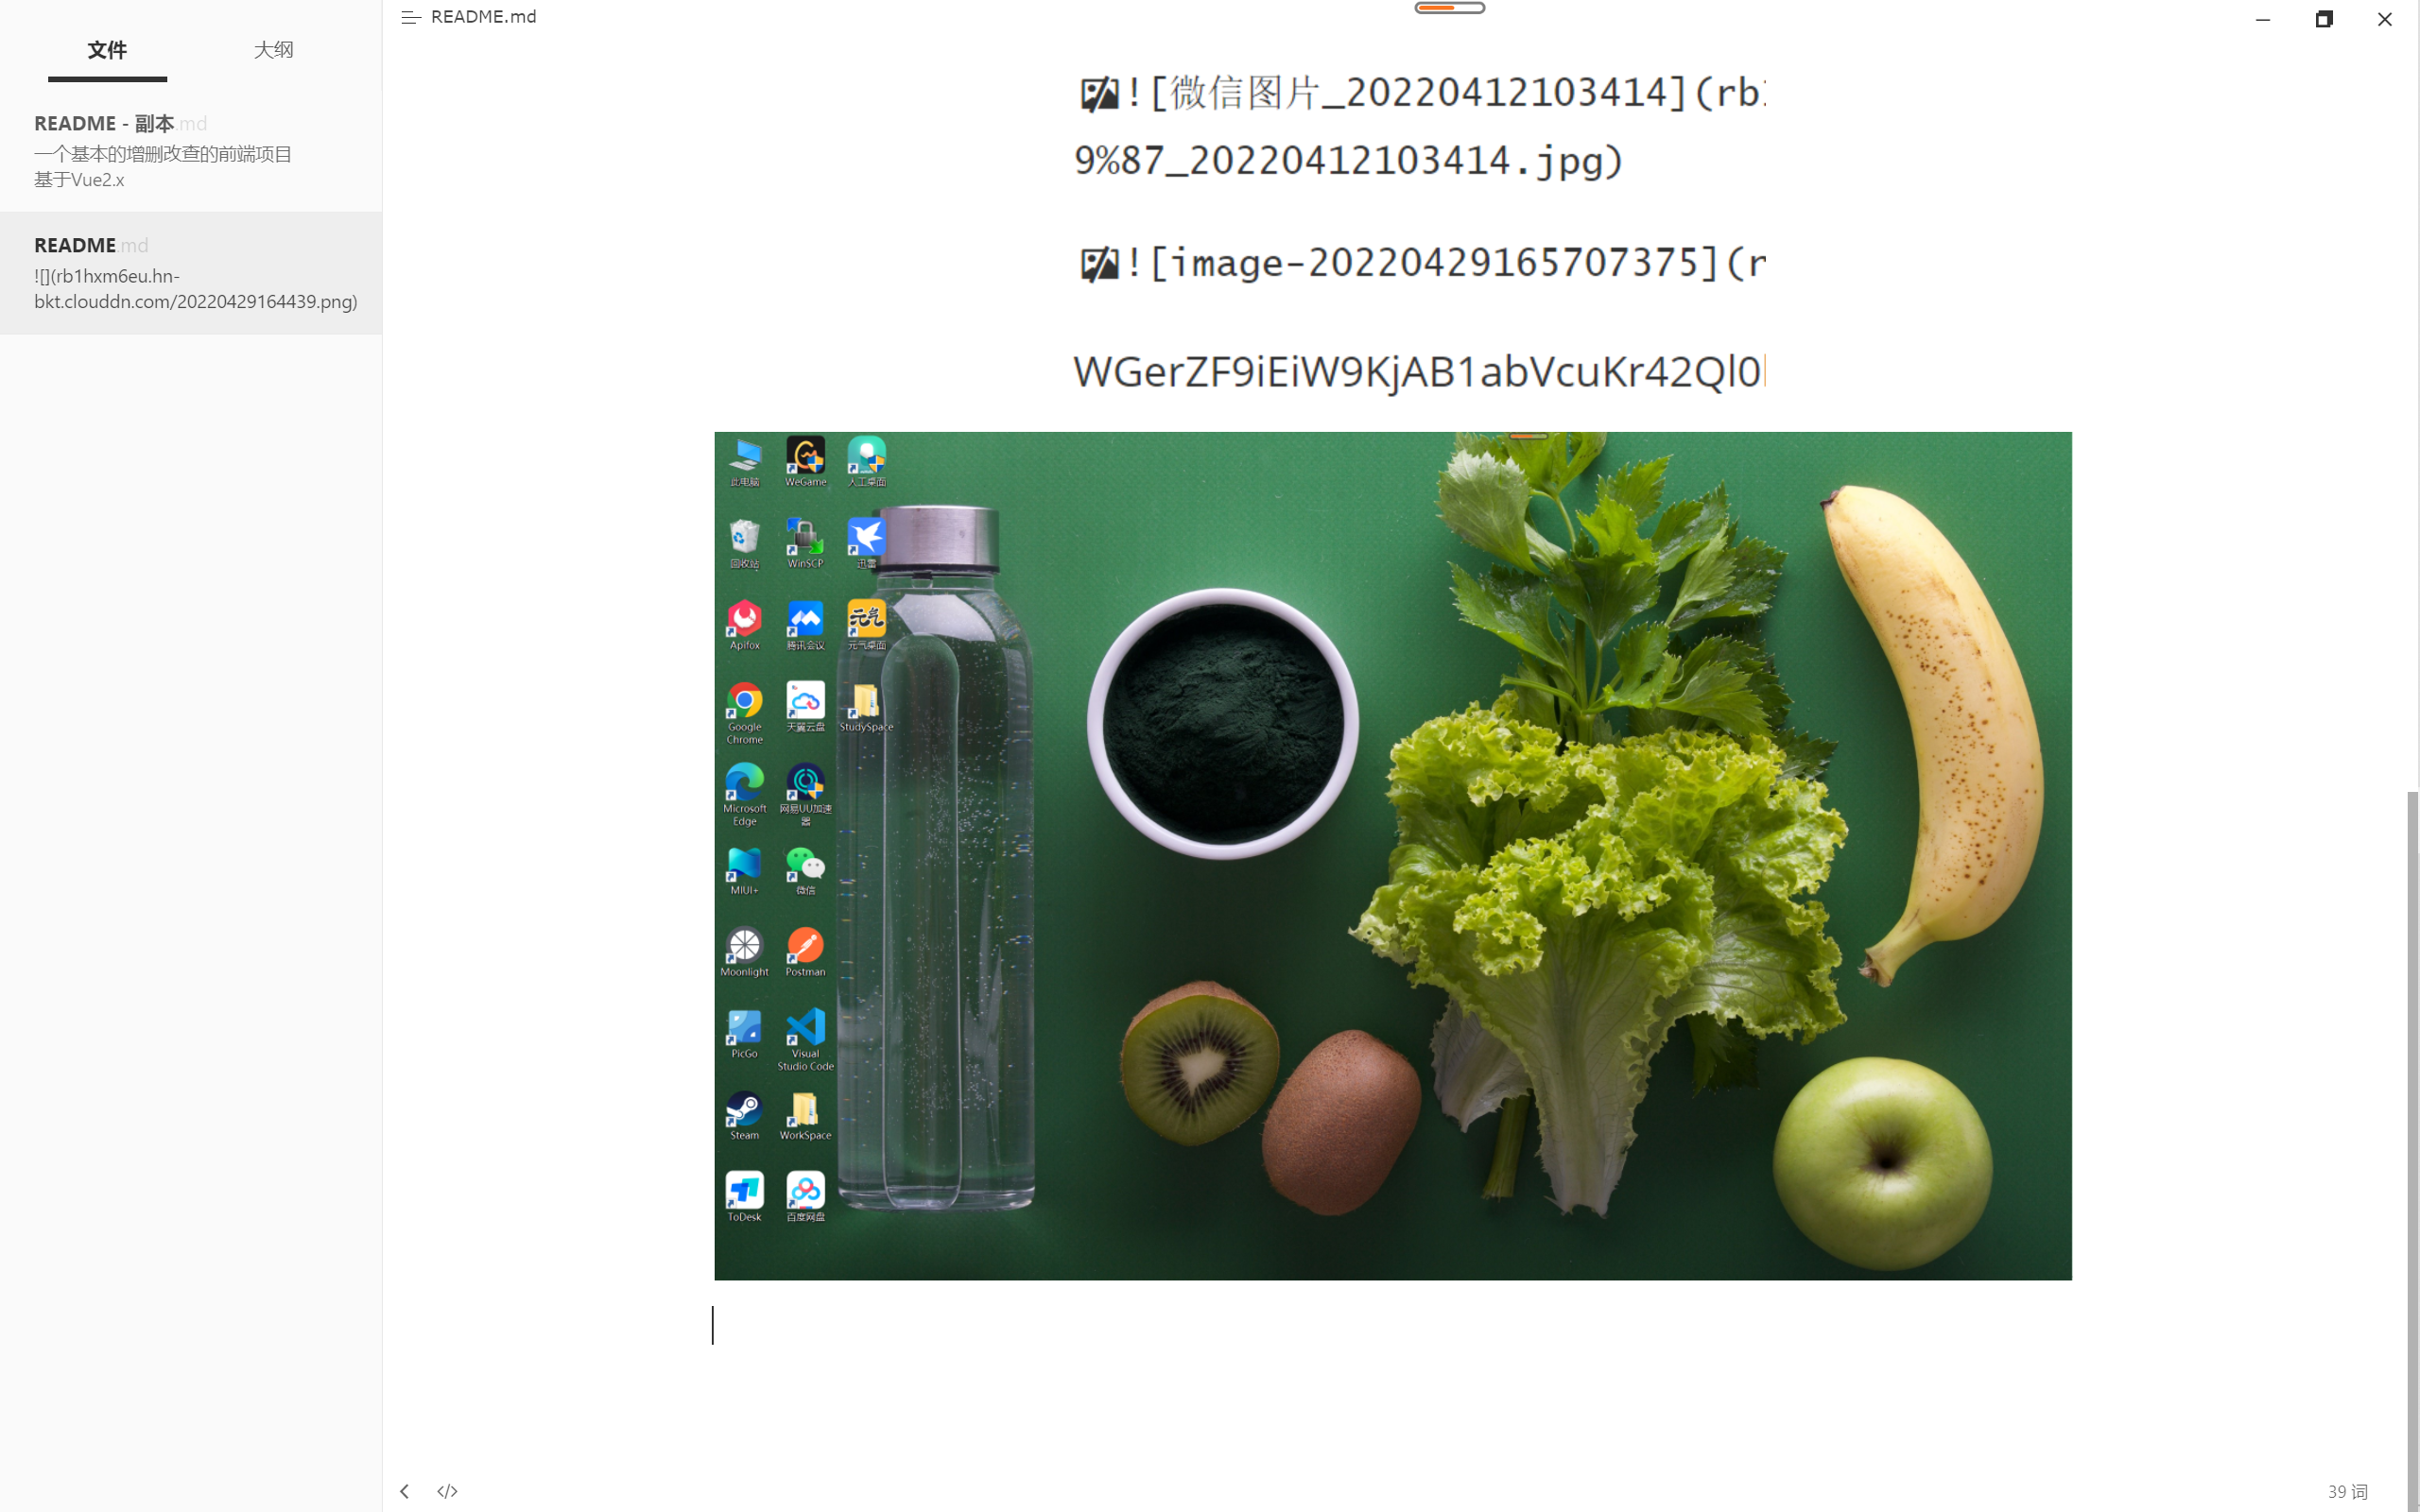 文件
大纲
README - 副本.md
一个基本的增删改查的前端项目
基于Vue2.x
README.md
![](rb1hxm6eu.hn-
bkt.clouddn.com/20220429164439.png)
README.md
![微信图片_20220412103414](rb
9%87_20220412103414.jpg)
![image-20220429165707375](r
WGerZF9iEiW9KjAB1abVcuKr42Ql0
此电脑
WeGame
人工桌面
回收站
WinSCP
迅雷
Apifox
腾讯会议
元气
元气桌面
Google
Chrome
天翼云盘
StudySpace
Microsoft
Edge
网易UU加速
器
MIUI+
微信
Moonlight
Postman
PicGo
Visual
Studio Code
Steam
WorkSpace
ToDesk
百度网盘
39 词